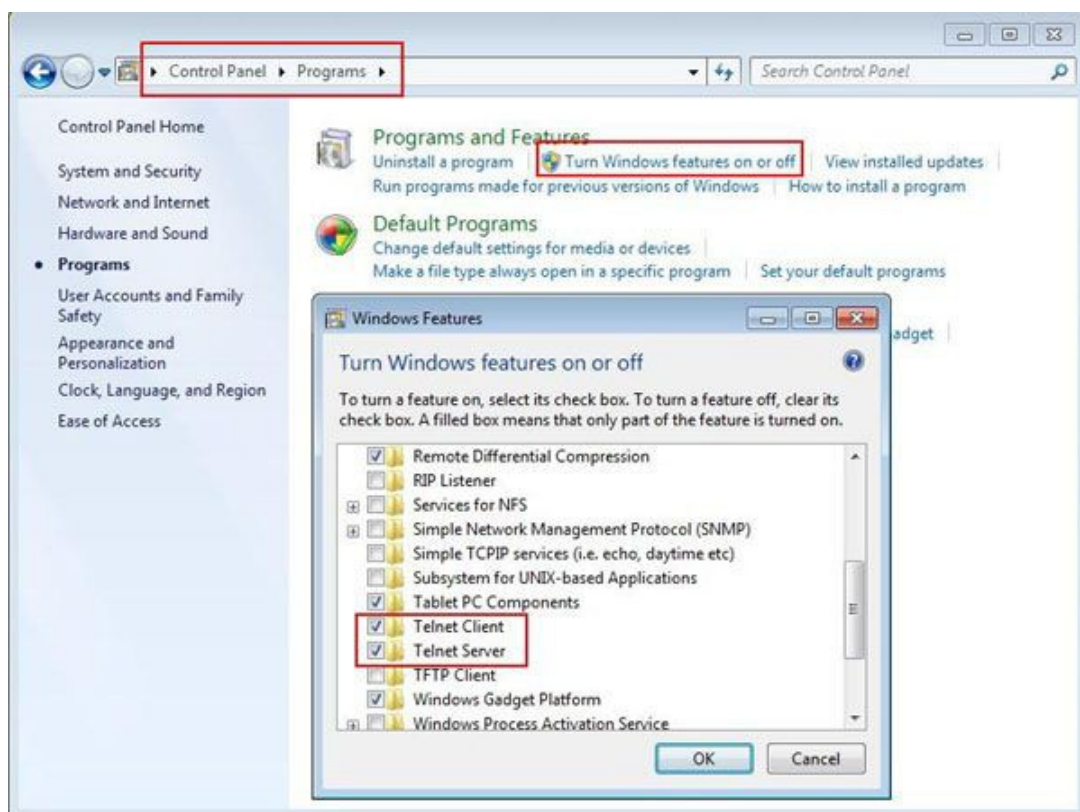 Control Panel Programs
Search Control Panel
Control Panel Home
System and Security
Network and Internet
Hardware and Sound
Programs
User Accounts and Family
Safety
Appearance and
Personalization
Clock, Language, and Region
Ease of Access
Programs and Features
Uninstall a program Turn Windows features on or off View installed updates
Run programs made for previous versions of Windows How to install a program
Default Programs
Change default settings for media or devices
Make a file type always open in a specific program Set your default programs
adget
Windows Features
Turn Windows features on or off
To turn a feature on, select its check box. To turn a feature off, clear its
check box. A filled box means that only part of the feature is turned on.
Remote Differential Compression
RIP Listener
Services for NFS
Simple Network Management Protocol (SNMP)
Simple TCPIP services (i.e. echo, daytime etc)
Subsystem for UNIX-based Applications
Tablet PC Components
Telnet Client
Telnet Server
TFTP Client
Windows Gadget Platform
Windows Process Activation Service
OK Cancel